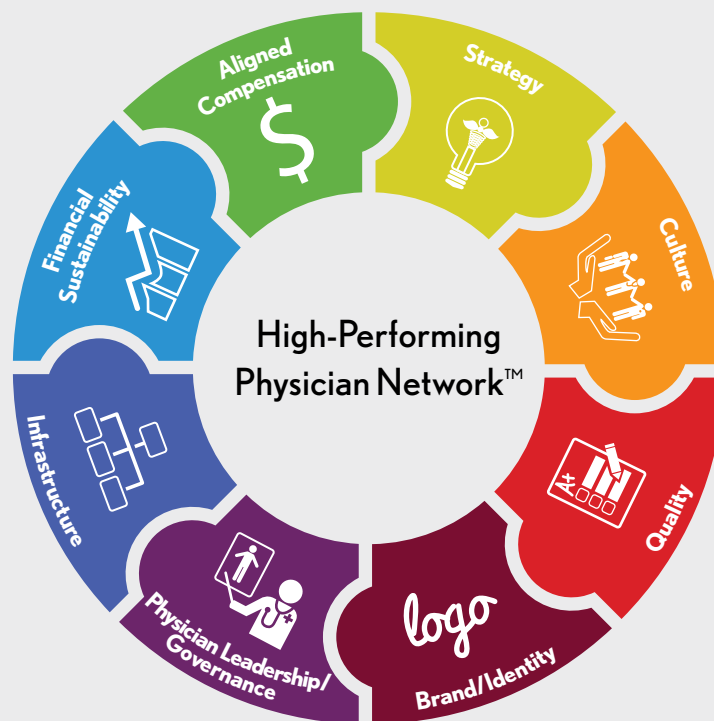 Aligned
Compensation
$
Strategy
Culture
Quality
A+
logo
Brand/Identity
Physician Leadership/
Governance
Infrastructure
Financial
Sustainability
High-Performing
Physician Network™